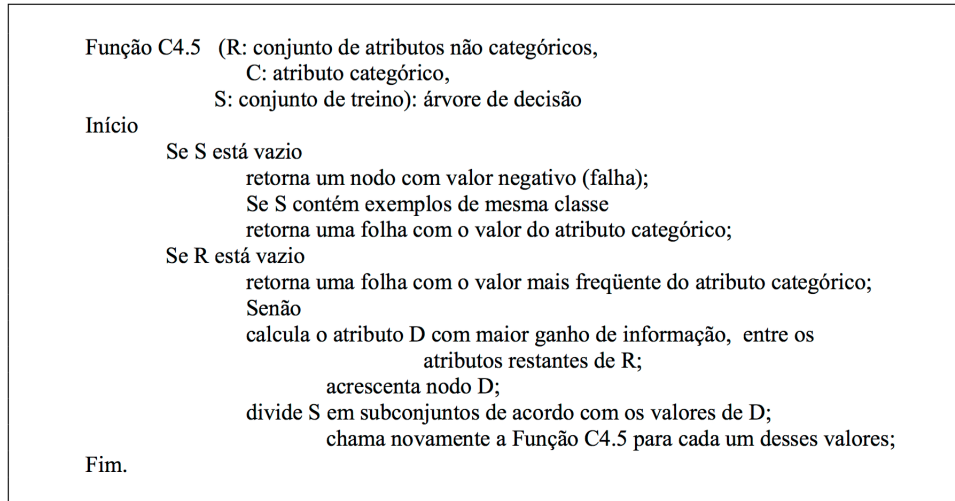 Função C4.5 (R: conjunto de atributos não categóricos,
C: atributo categórico,
S: conjunto de treino): árvore de decisão
Início
Se S está vazio
retorna um nodo com valor negativo (falha);
Se S contém exemplos de mesma classe
retorna uma folha com o valor do atributo categórico;
Se R está vazio
retorna uma folha com o valor mais freqüente do atributo categórico;
Senão
calcula o atributo D com maior ganho de informação, entre os
atributos restantes de R;
acrescenta nodo D;
divide S em subconjuntos de acordo com os valores de D;
chama novamente a Função C4.5 para cada um desses valores;
Fim.